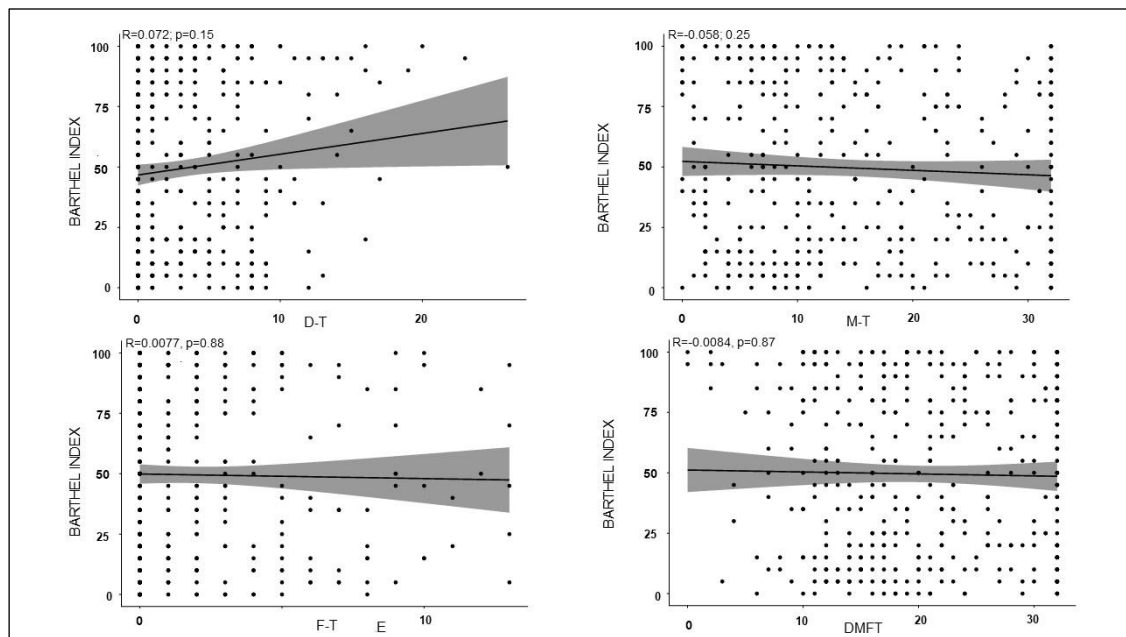 R=0.072; p=0.15
100
75
50
25
0
BARTHEL INDEX
0
10
20
D-T
R=-0.058; 0.25
100
75
50
25
0
BARTHEL INDEX
0
10
20
30
M-T
R=0.0077, p=0.88
100
75
50
25
0
BARTHEL INDEX
0
10
F-T E
R=-0.0084, p=0.87
100
75
50
25
0
BARTHEL INDEX
0
10
20
30
DMFT